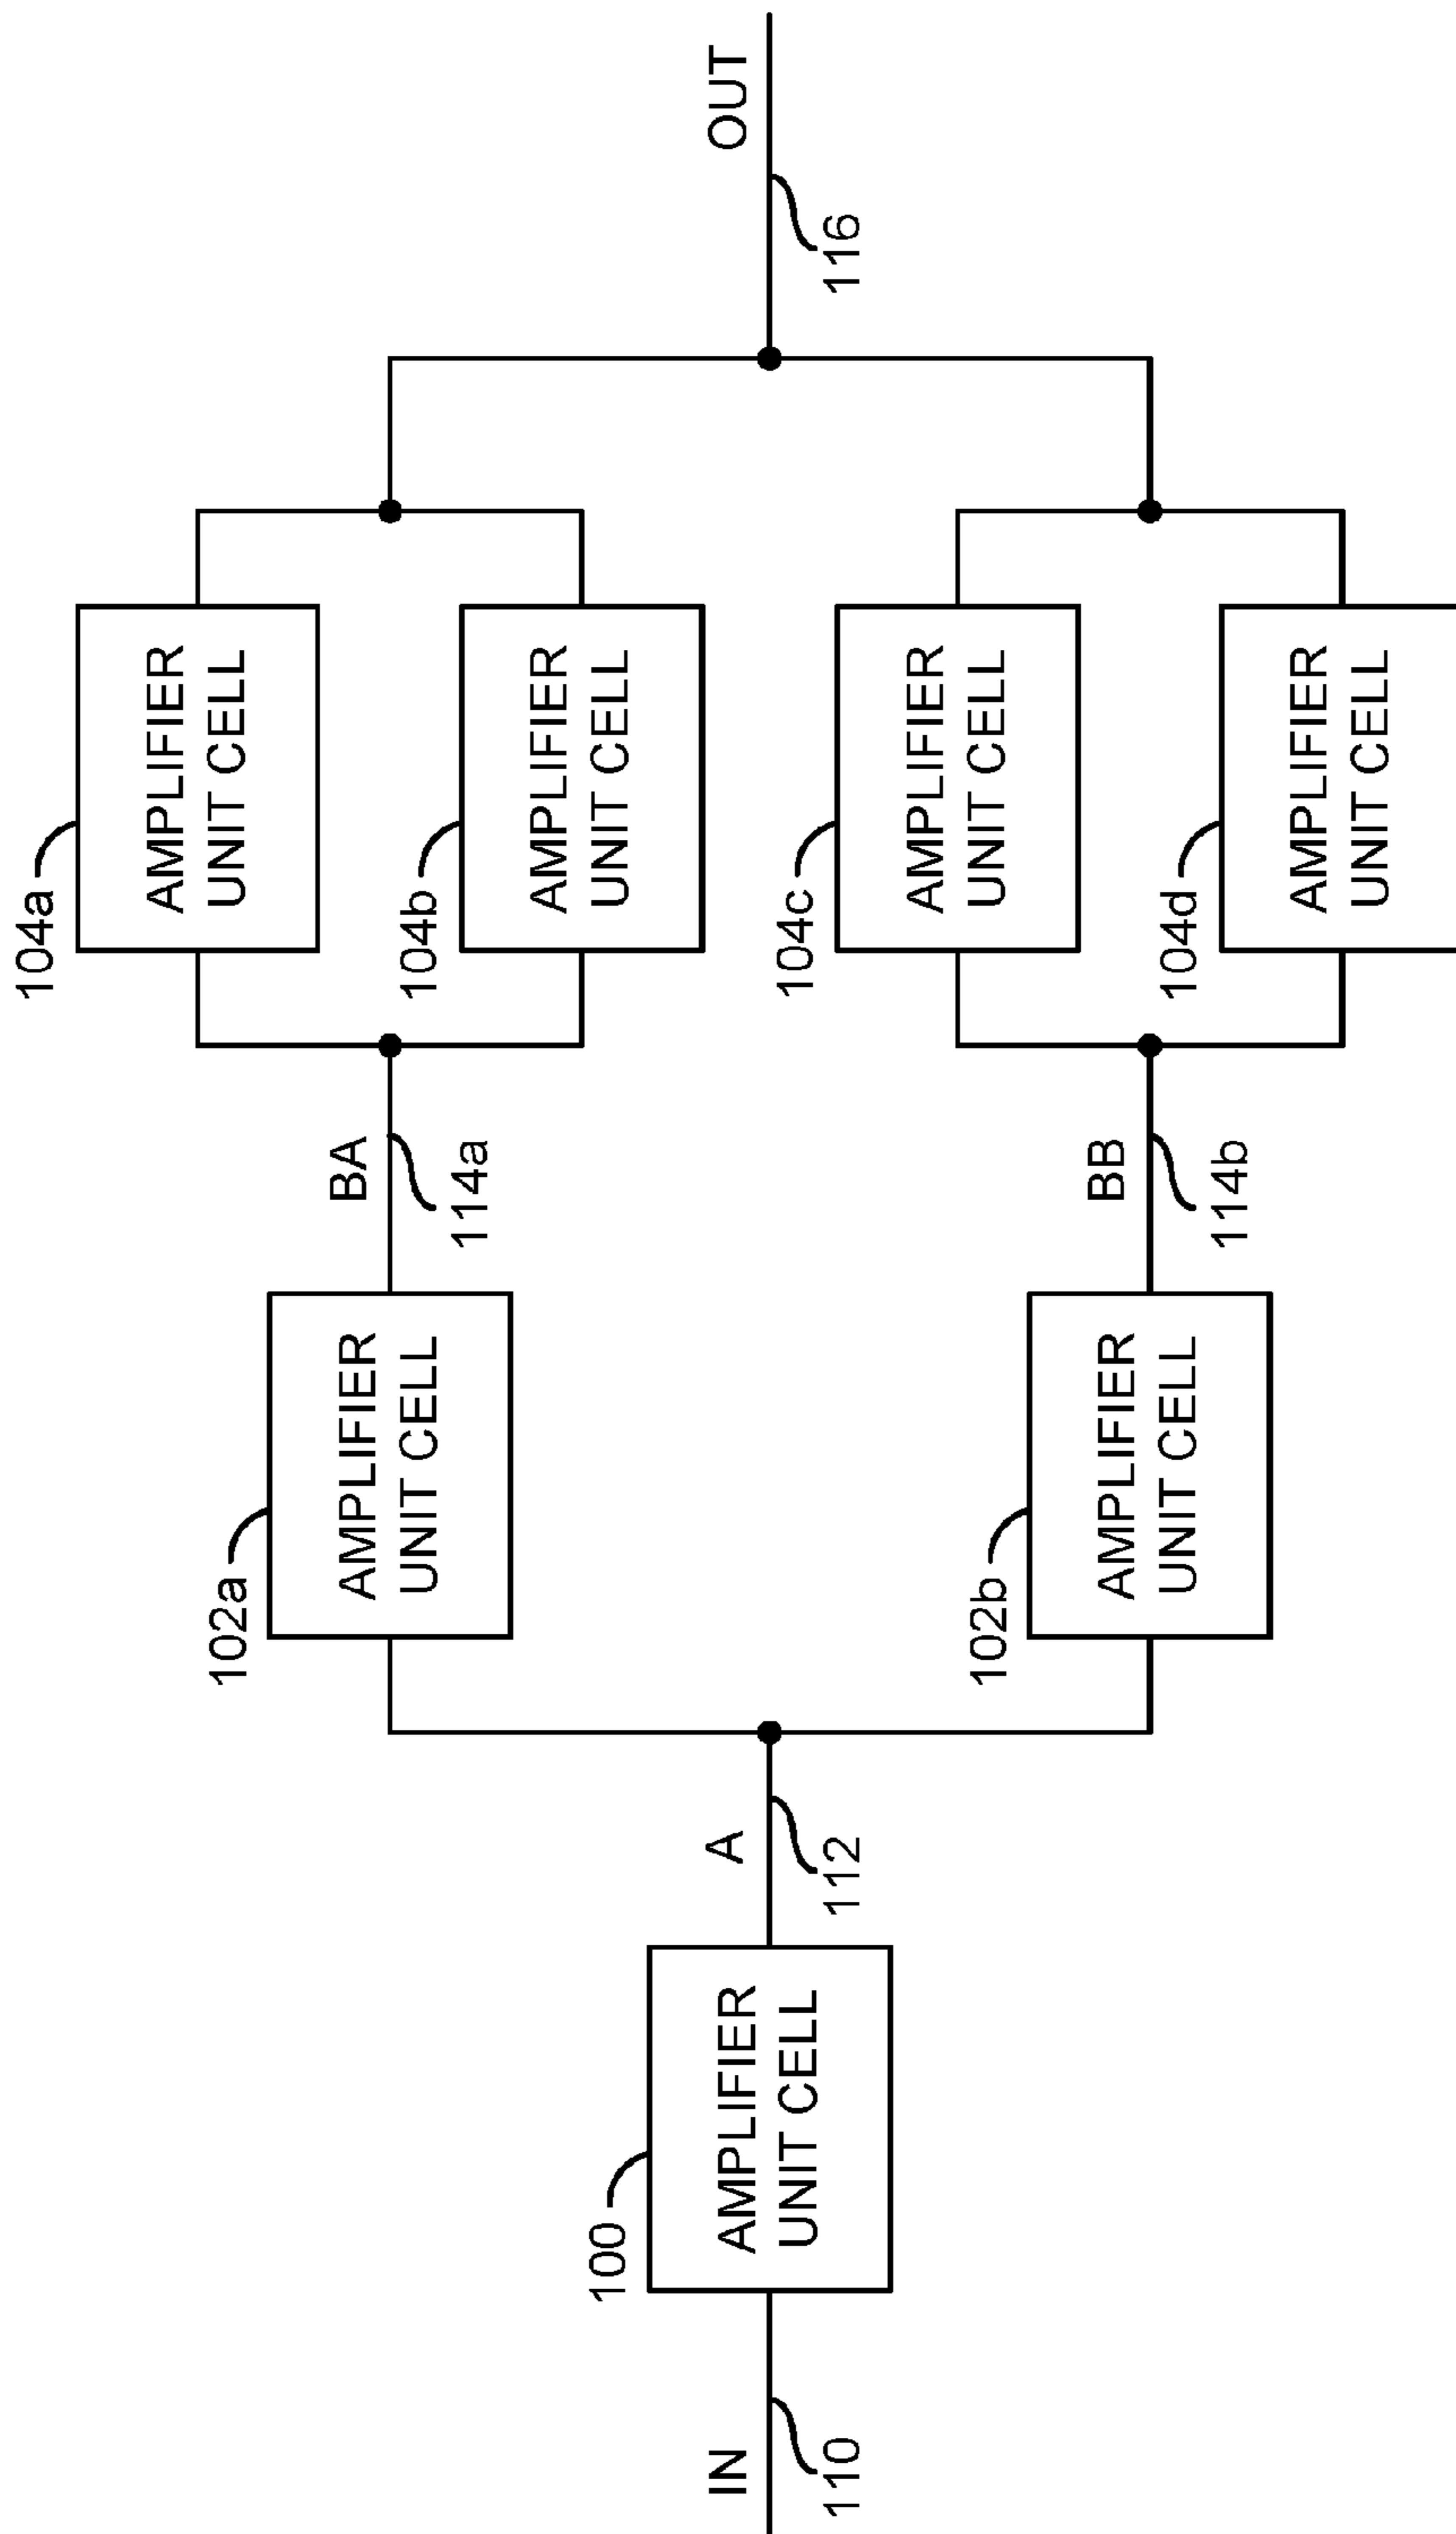 IN
110
100
AMPLIFIER
UNIT CELL
A
112
102a
AMPLIFIER
UNIT CELL
BA
114a
102b
AMPLIFIER
UNIT CELL
BB
114b
104a
AMPLIFIER
UNIT CELL
104b
AMPLIFIER
UNIT CELL
104c
AMPLIFIER
UNIT CELL
104d
AMPLIFIER
UNIT CELL
OUT
116